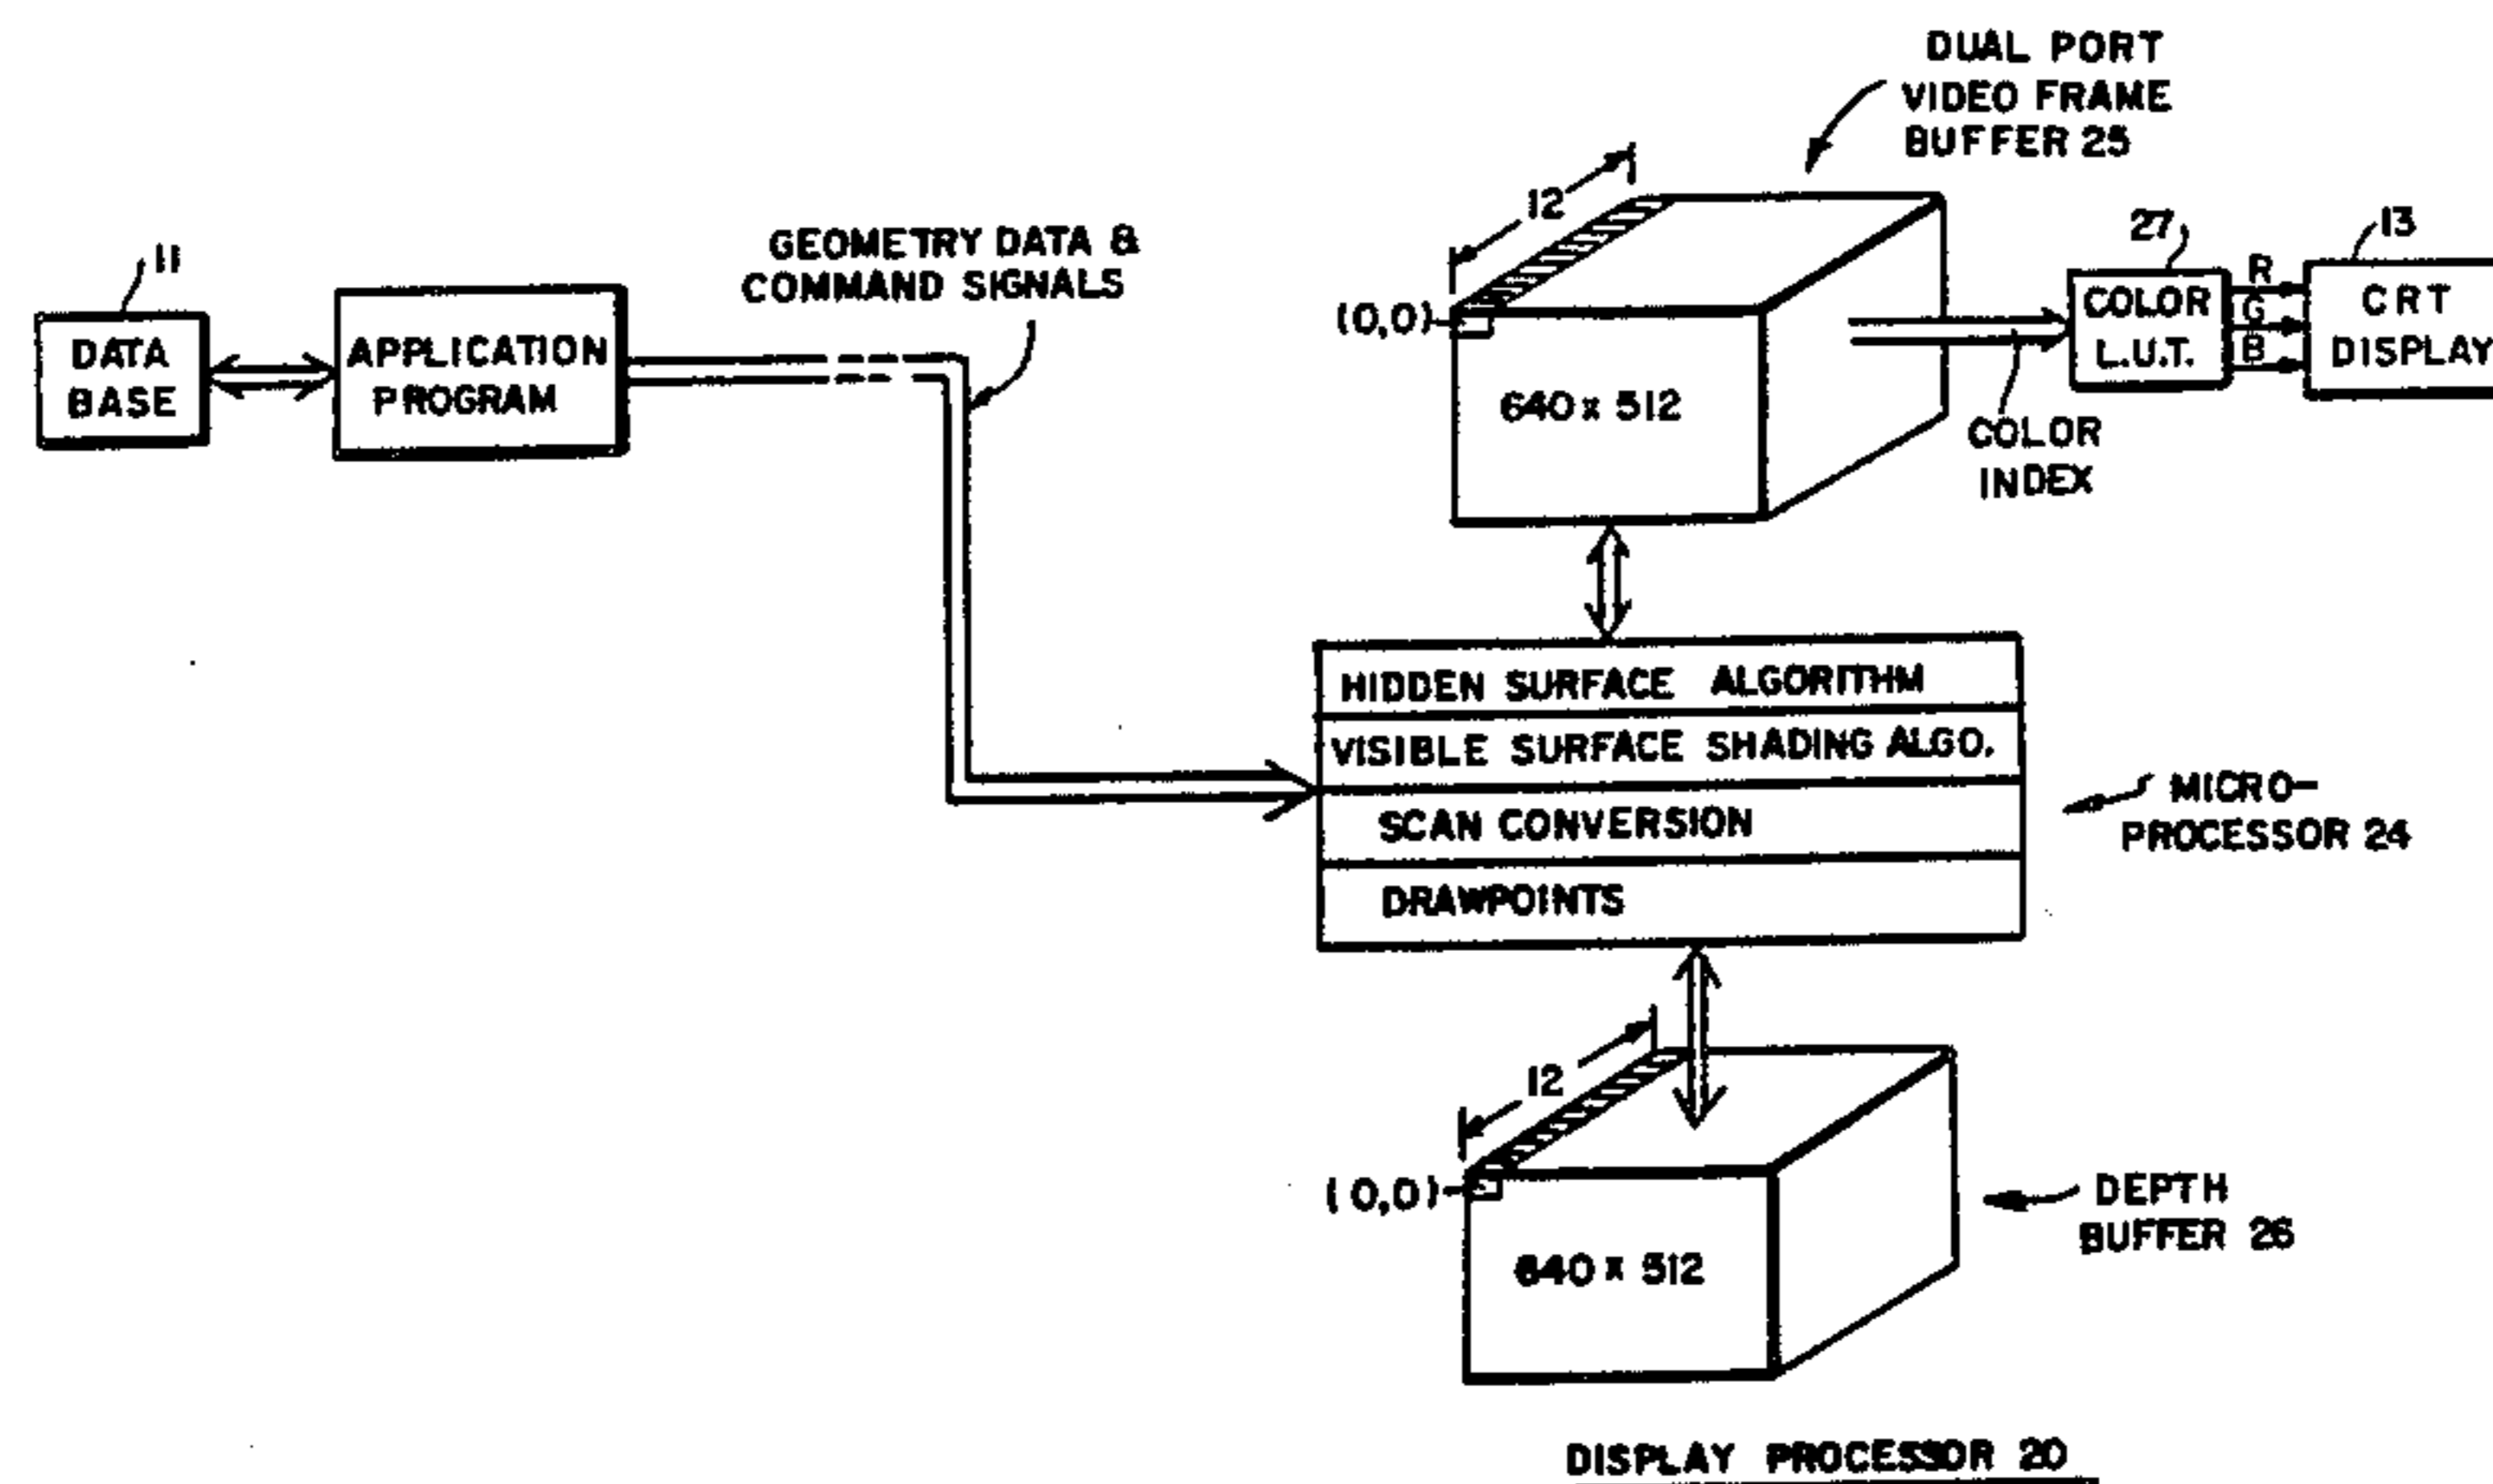 DUAL PORT
VIDEO FRAME
BUFFER 25
12
11
GEOMETRY DATA &
COMMAND SIGNALS
(0,0)
27
13
DATA
BASE
APPLICATION
PROGRAM
640 x 512
COLOR
L.U.T.
R
G
B
CRT
DISPLAY
COLOR
INDEX
HIDDEN SURFACE ALGORITHM
VISIBLE SURFACE SHADING ALGO.
SCAN CONVERSION
DRAWPOINTS
MICRO-
PROCESSOR 24
12
(0,0)
640 x 512
DEPTH
BUFFER 26
DISPLAY PROCESSOR 20